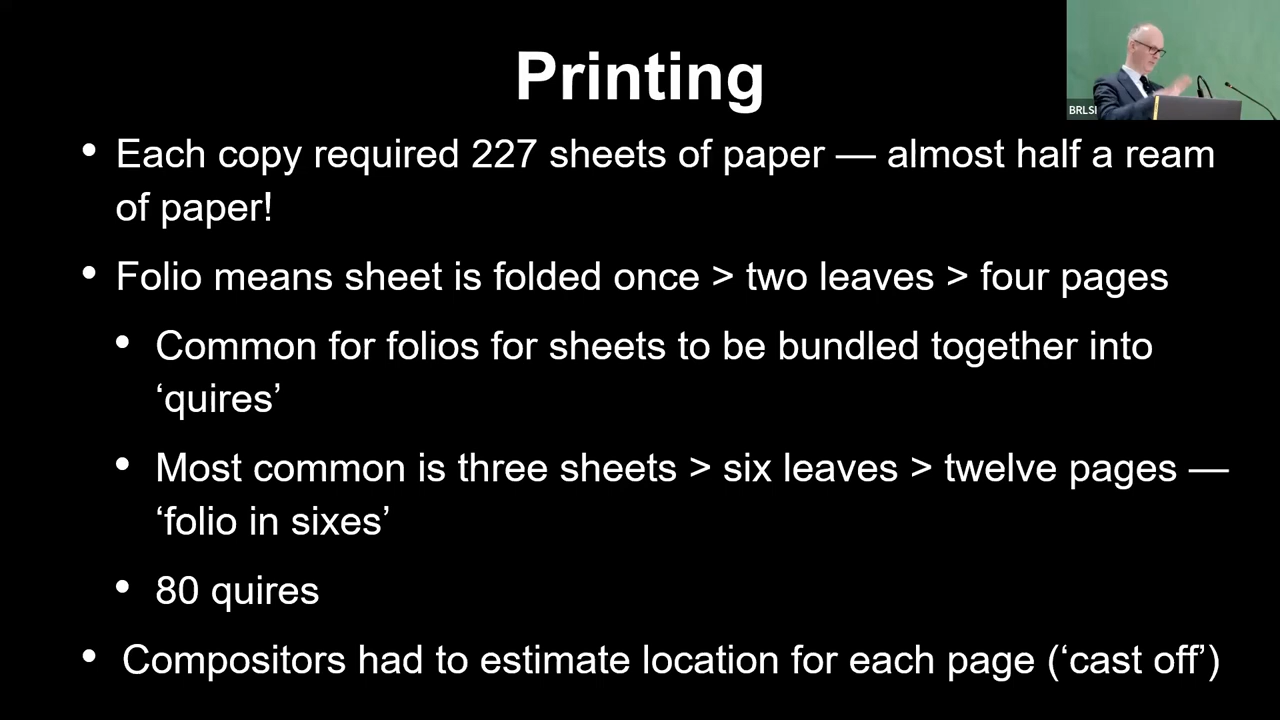 Printing
BRLSI
• Each copy required 227 sheets of paper — almost half a ream
of paper!
• Folio means sheet is folded once > two leaves > four pages
• Common for folios for sheets to be bundled together into
‘quires’
• Most common is three sheets > six leaves > twelve pages —
‘folio in sixes’
• 80 quires
• Compositors had to estimate location for each page (‘cast off’)